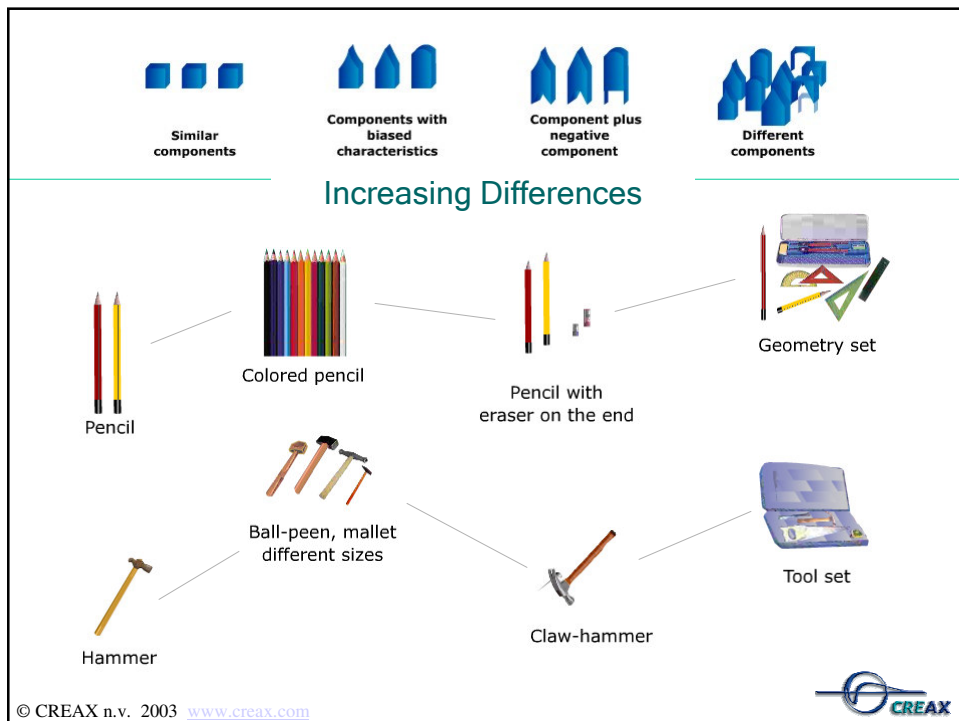 Similar
components
Components with
biased
characteristics
Component plus
negative
component
Different
components
Increasing Differences
Pencil
Colored pencil
Pencil with
eraser on the end
Geometry set
Hammer
Ball-peen, mallet
different sizes
Claw-hammer
Tool set
© CREAX n.v. 2003 www.creax.com
CREAX